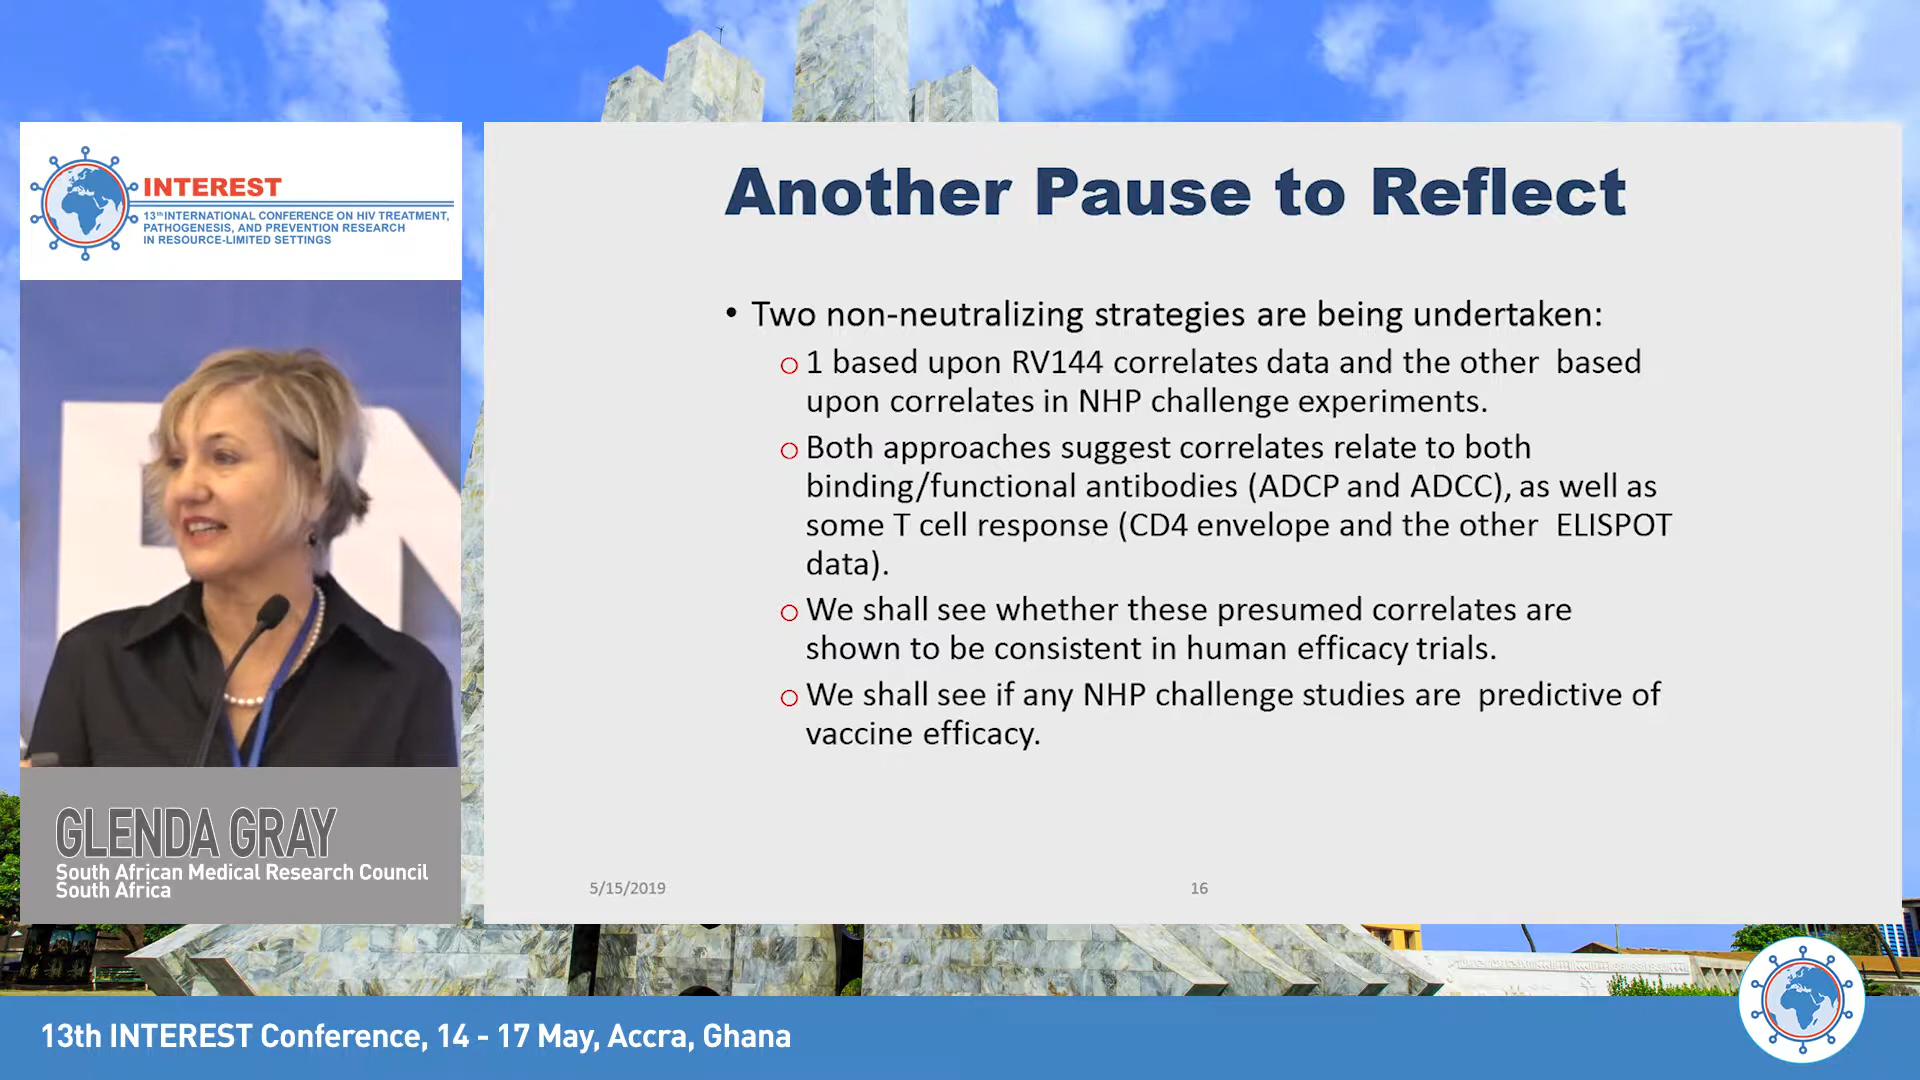 INTEREST
13th INTERNATIONAL CONFERENCE ON HIV TREATMENT,
PATHOGENESIS, AND PREVENTION RESEARCH
IN RESOURCE-LIMITED SETTINGS
GLENDA GRAY
South African Medical Research Council
South Africa
Another Pause to Reflect
• Two non-neutralizing strategies are being undertaken:
o 1 based upon RV144 correlates data and the other based
upon correlates in NHP challenge experiments.
o Both approaches suggest correlates relate to both
binding/functional antibodies (ADCP and ADCC), as well as
some T cell response (CD4 envelope and the other ELISPOT
data).
o We shall see whether these presumed correlates are
shown to be consistent in human efficacy trials.
o We shall see if any NHP challenge studies are predictive of
vaccine efficacy.
5/15/2019
16
13th INTEREST Conference, 14 - 17 May, Accra, Ghana